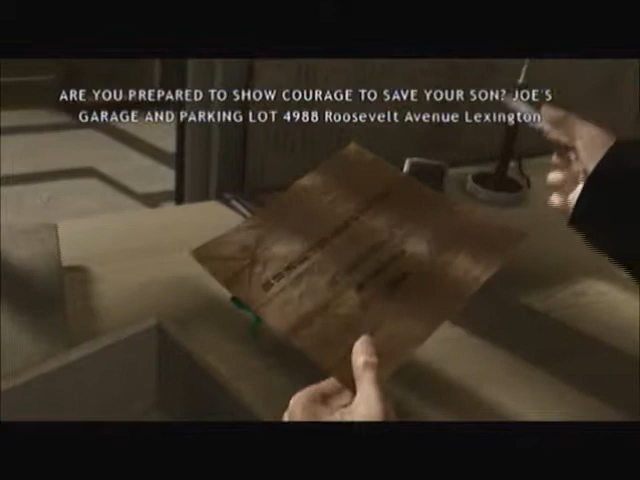 ARE YOU PREPARED TO SHOW COURAGE TO SAVE YOUR SON? JOE'S
GARAGE AND PARKING LOT 4988 Roosevelt Avenue Lexington